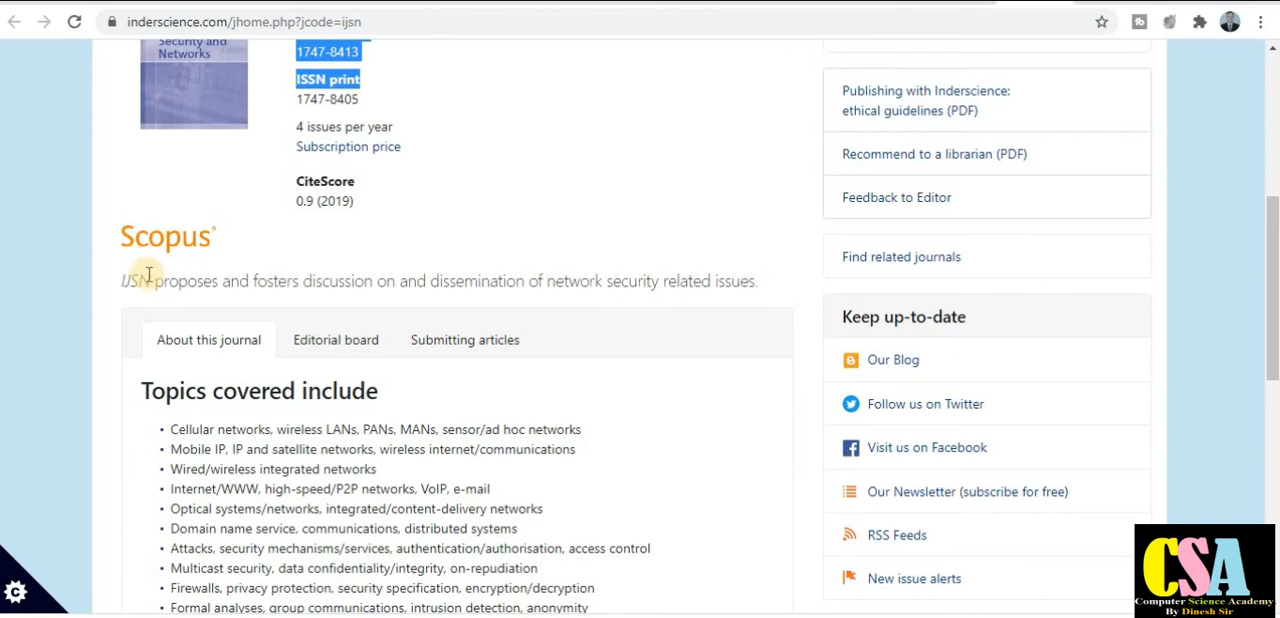 inderscience.com/jhome.php?jcode=ijsn
Security and
Networks
1747-8413
ISSN print
1747-8405
4 issues per year
Subscription price
CiteScore
0.9 (2019)
Scopus®
IJSN proposes and fosters discussion on and dissemination of network security related issues.
About this journal
Editorial board
Submitting articles
Topics covered include
• Cellular networks, wireless LANs, PANs, MANs, sensor/ad hoc networks
• Mobile IP, IP and satellite networks, wireless internet/communications
• Wired/wireless integrated networks
• Internet/WWW, high-speed/P2P networks, VoIP, e-mail
• Optical systems/networks, integrated/content-delivery networks
• Domain name service, communications, distributed systems
• Attacks, security mechanisms/services, authentication/authorisation, access control
• Multicast security, data confidentiality/integrity, on-repudiation
• Firewalls, privacy protection, security specification, encryption/decryption
• Formal analyses, group communications, intrusion detection, anonymity
Publishing with Inderscience:
ethical guidelines (PDF)
Recommend to a librarian (PDF)
Feedback to Editor
Find related journals
Keep up-to-date
Our Blog
Follow us on Twitter
Visit us on Facebook
Our Newsletter (subscribe for free)
RSS Feeds
New issue alerts
CSA
Computer Science Academy
By Dinesh Sir